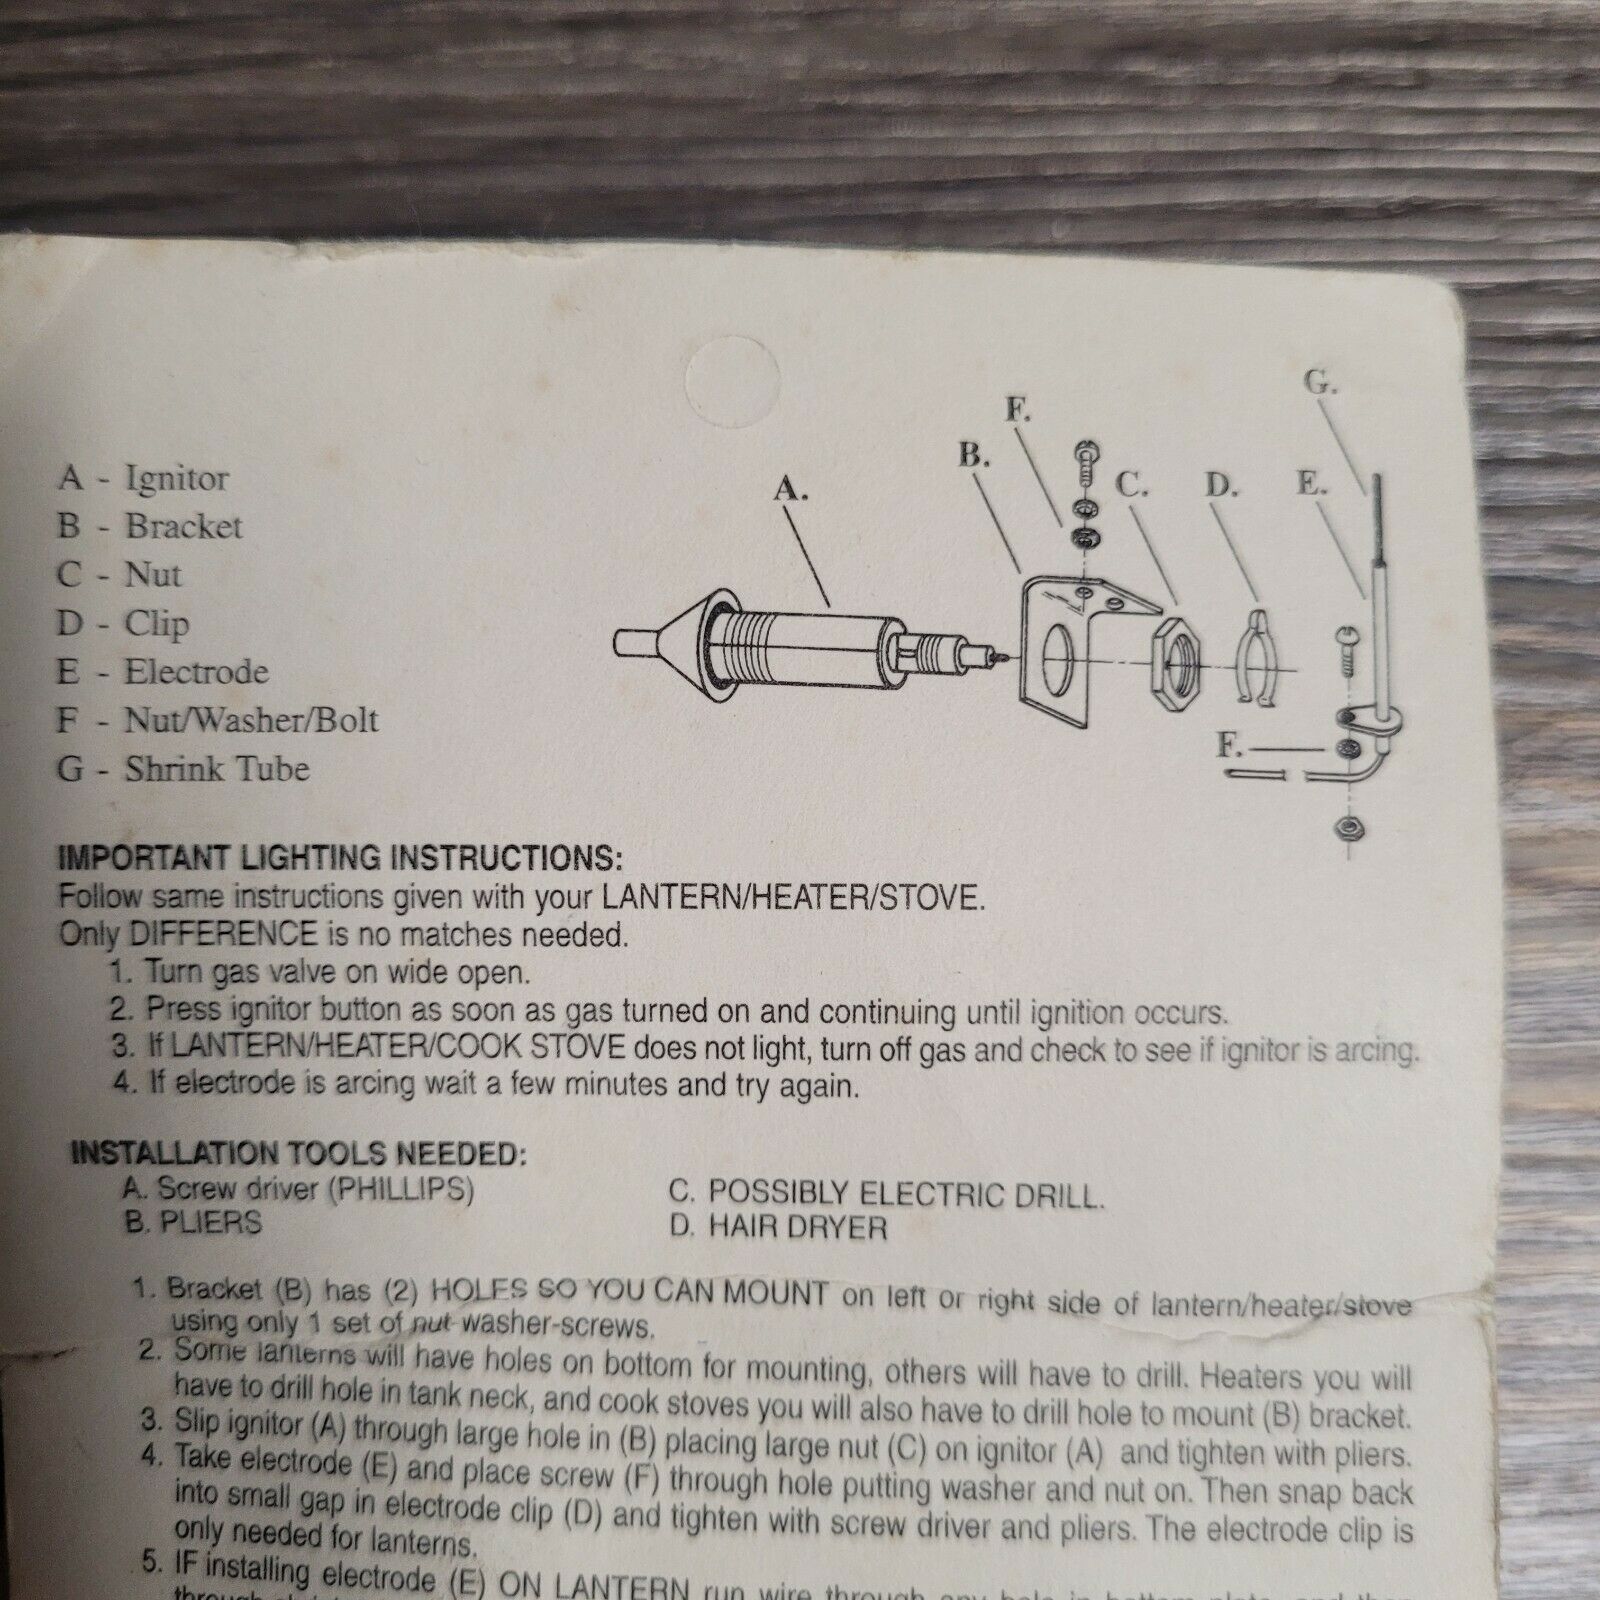 G.
F.
B.
A - Ignitor
A.
C.
D.
E.
B - Bracket
C - Nut
D - Clip
E - Electrode
F - Nut/Washer/Bolt
F.
G - Shrink Tube
IMPORTANT LIGHTING INSTRUCTIONS:
Follow same instructions given with your LANTERN/HEATER/STOVE.
Only DIFFERENCE is no matches needed.
1. Turn gas valve on wide open.
2. Press ignitor button as soon as gas turned on and continuing until ignition occurs.
3. If LANTERN/HEATER/COOK STOVE does not light, turn off gas and check to see if ignitor is arcing.
4. If electrode is arcing wait a few minutes and try again.
INSTALLATION TOOLS NEEDED:
A. Screw driver (PHILLIPS)
B. PLIERS
C. POSSIBLY ELECTRIC DRILL.
D. HAIR DRYER
1. Bracket (B) has (2) HOLES SO YOU CAN MOUNT on left or right side of lantern/heater/stove
using only 1 set of nut-washer-screws.
2. Some lanterns will have holes on bottom for mounting, others will have to drill. Heaters you will
have to drill hole in tank neck, and cook stoves you will also have to drill hole to mount (B) bracket.
3. Slip ignitor (A) through large hole in (B) placing large nut (C) on ignitor (A) and tighten with pliers.
4. Take electrode (E) and place screw (F) through hole putting washer and nut on. Then snap back
into small gap in electrode clip (D) and tighten with screw driver and pliers. The electrode clip is
only needed for lanterns.
5. IF installing electrode (E) ON LANTERN run wire through any hole in bottom plate, and then
through